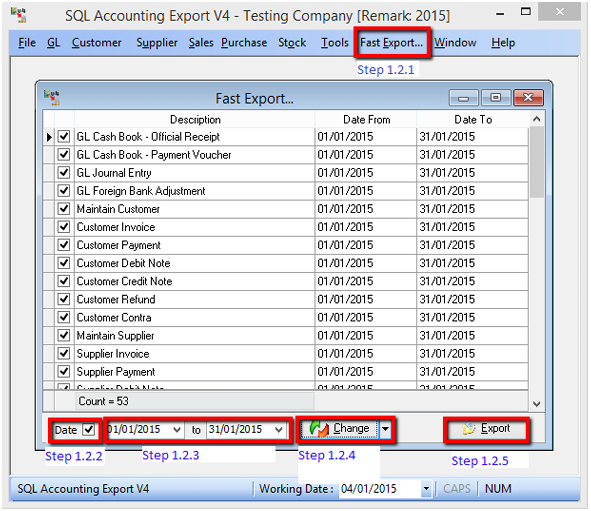 SQL Accounting Export V4 - Testing Company [Remark: 2015]
File GL Customer Supplier Sales Purchase Stock Tools Fast Export... Window Help
Step 1.2.1
Fast Export...
Description Date From Date To
GL Cash Book - Official Receipt 01/01/2015 31/01/2015
GL Cash Book - Payment Voucher 01/01/2015 31/01/2015
GL Journal Entry 01/01/2015 31/01/2015
GL Foreign Bank Adjustment 01/01/2015 31/01/2015
Maintain Customer 01/01/2015 31/01/2015
Customer Invoice 01/01/2015 31/01/2015
Customer Payment 01/01/2015 31/01/2015
Customer Debit Note 01/01/2015 31/01/2015
Customer Credit Note 01/01/2015 31/01/2015
Customer Refund 01/01/2015 31/01/2015
Customer Contra 01/01/2015 31/01/2015
Maintain Supplier 01/01/2015 31/01/2015
Supplier Invoice 01/01/2015 31/01/2015
Supplier Payment 01/01/2015 31/01/2015
Supplier Debit Note 01/01/2015 31/01/2015
Count = 53
Date 01/01/2015 to 31/01/2015 Change Export
Step 1.2.2 Step 1.2.3 Step 1.2.4 Step 1.2.5
SQL Accounting Export V4 Working Date : 04/01/2015 CAPS NUM